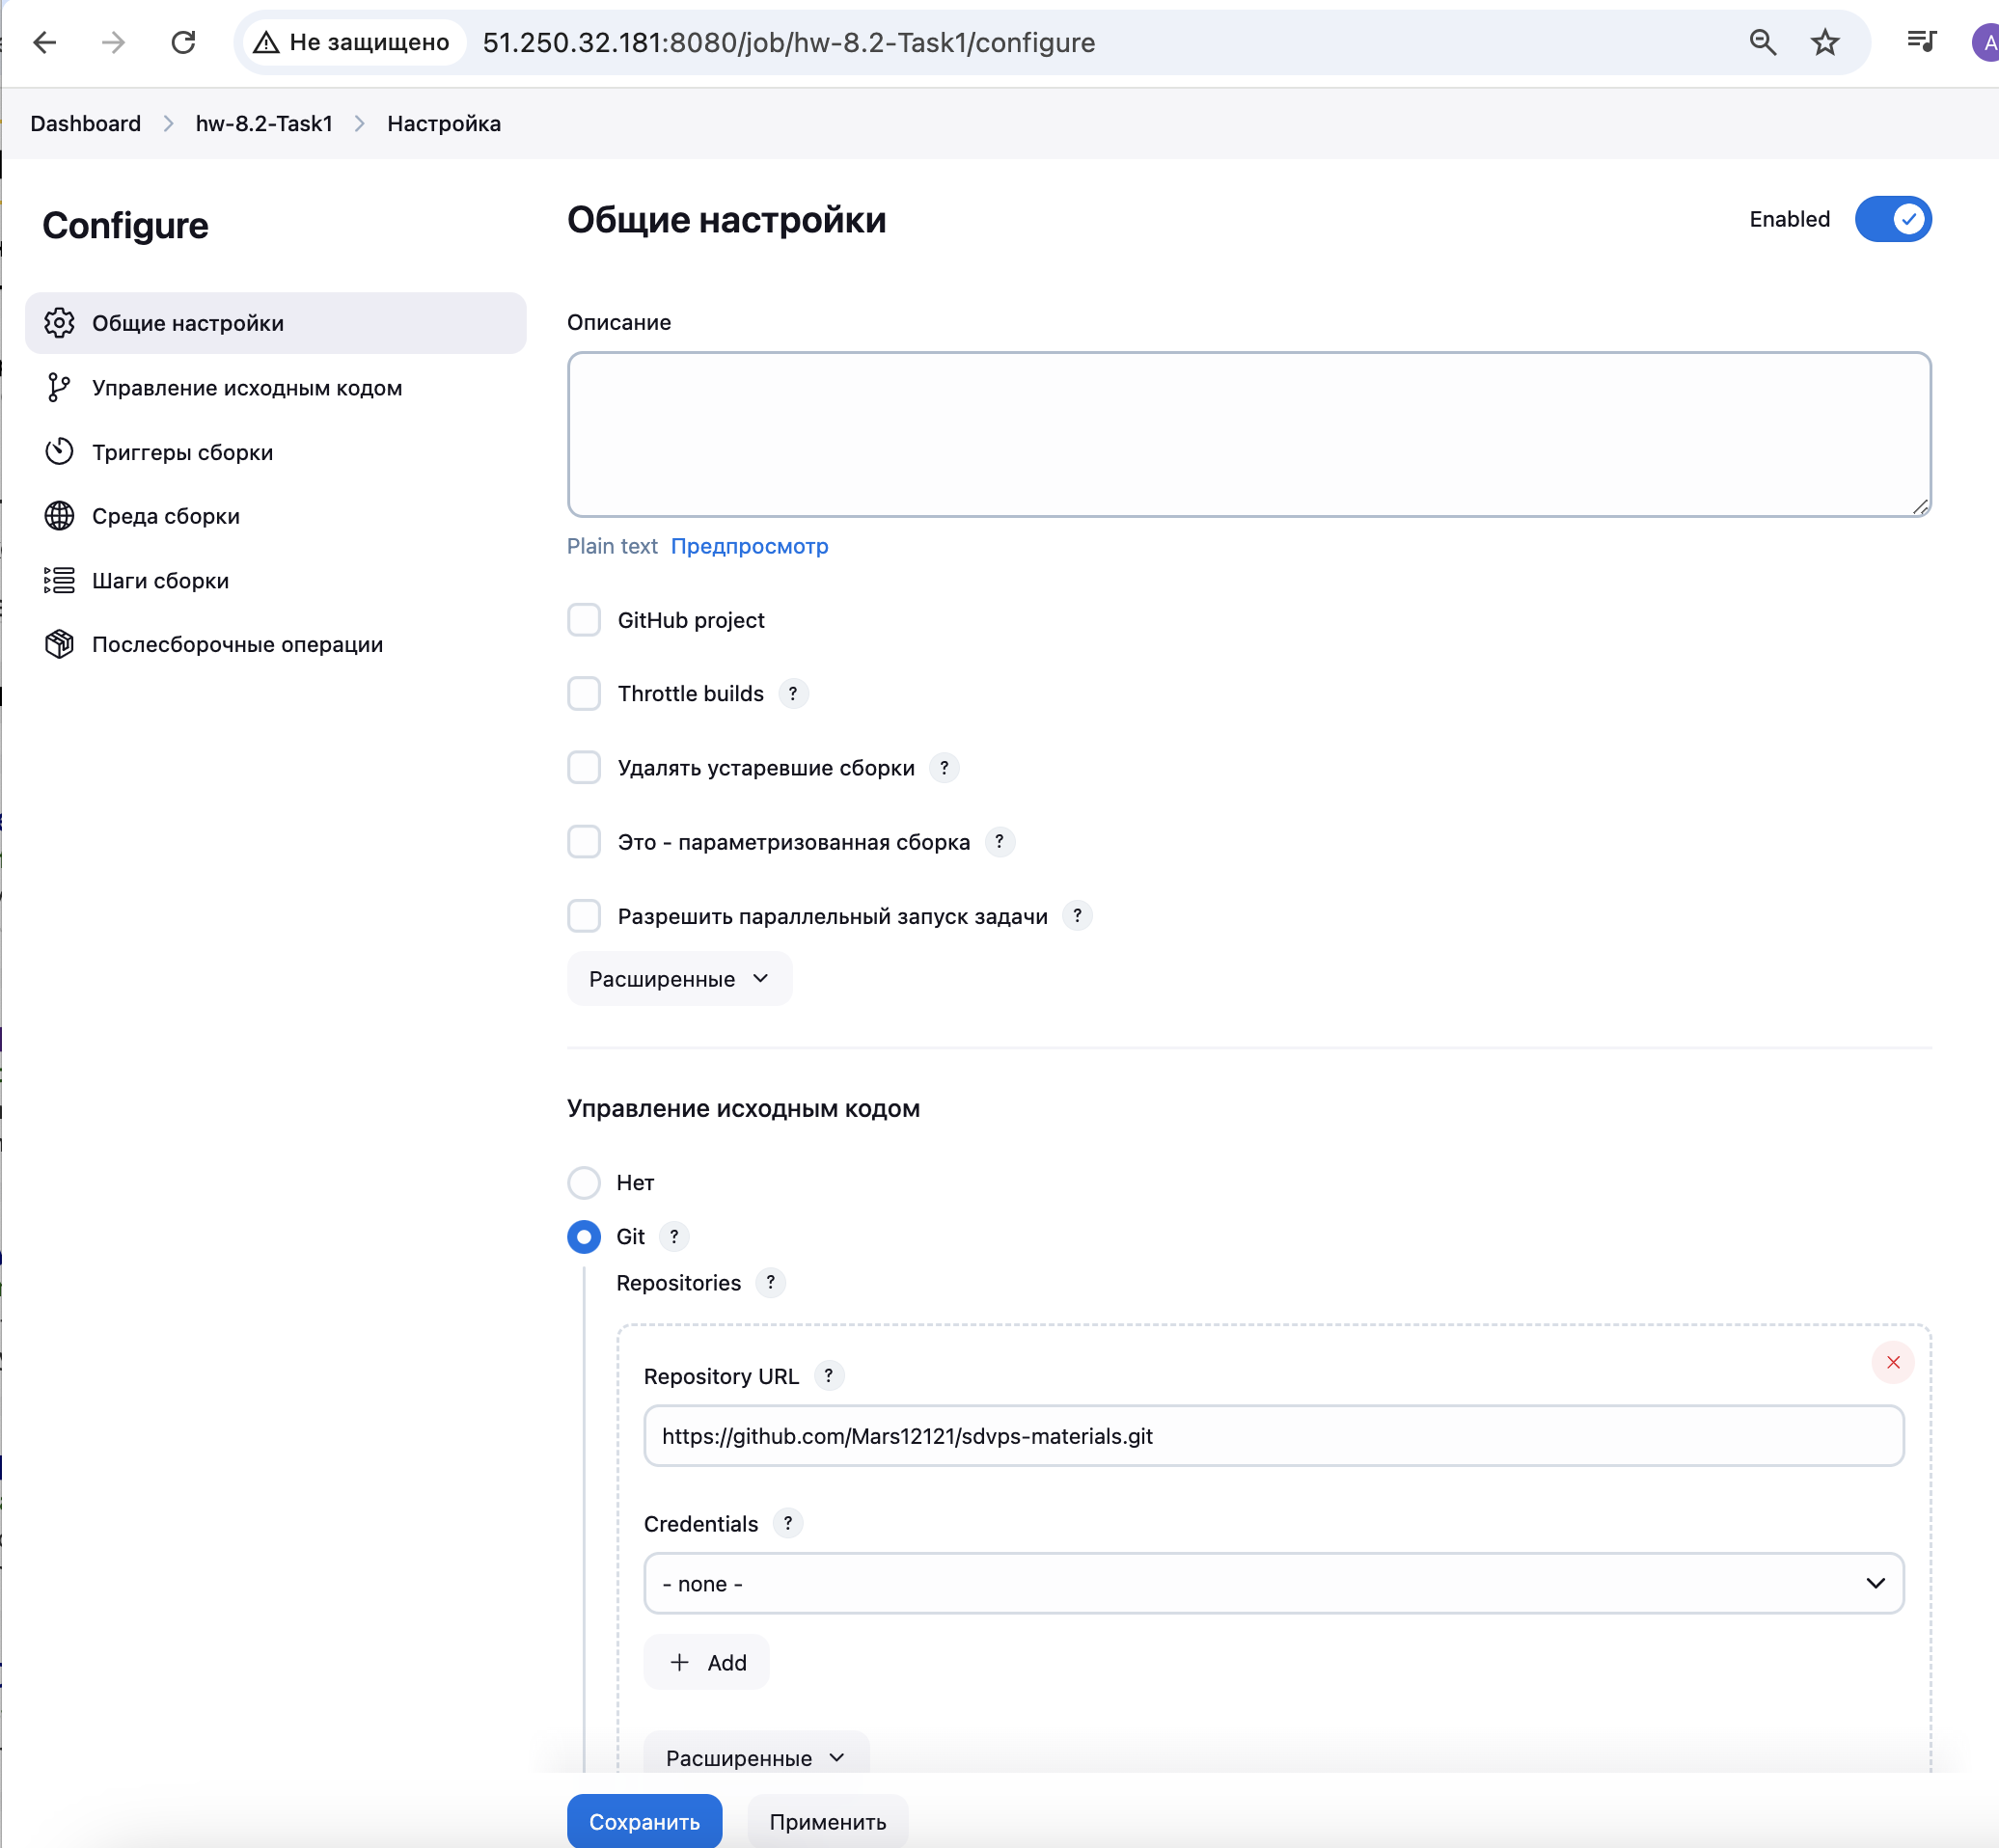 Не защищено 51.250.32.181:8080/job/hw-8.2-Task1/configure
A
Dashboard > hw-8.2-Task1 > Настройка
Configure
Общие настройки
Управление исходным кодом
Триггеры сборки
Среда сборки
Шаги сборки
Послесборочные операции
Общие настройки
Enabled
Описание
Plain text Предпросмотр
GitHub project
Throttle builds ?
Удалять устаревшие сборки ?
Это - параметризованная сборка ?
Разрешить параллельный запуск задачи ?
Расширенные
Управление исходным кодом
Нет
Git ?
Repositories ?
Repository URL ?
https://github.com/Mars12121/sdvps-materials.git
Credentials ?
- none -
+ Add
Расширенные
Сохранить
Применить